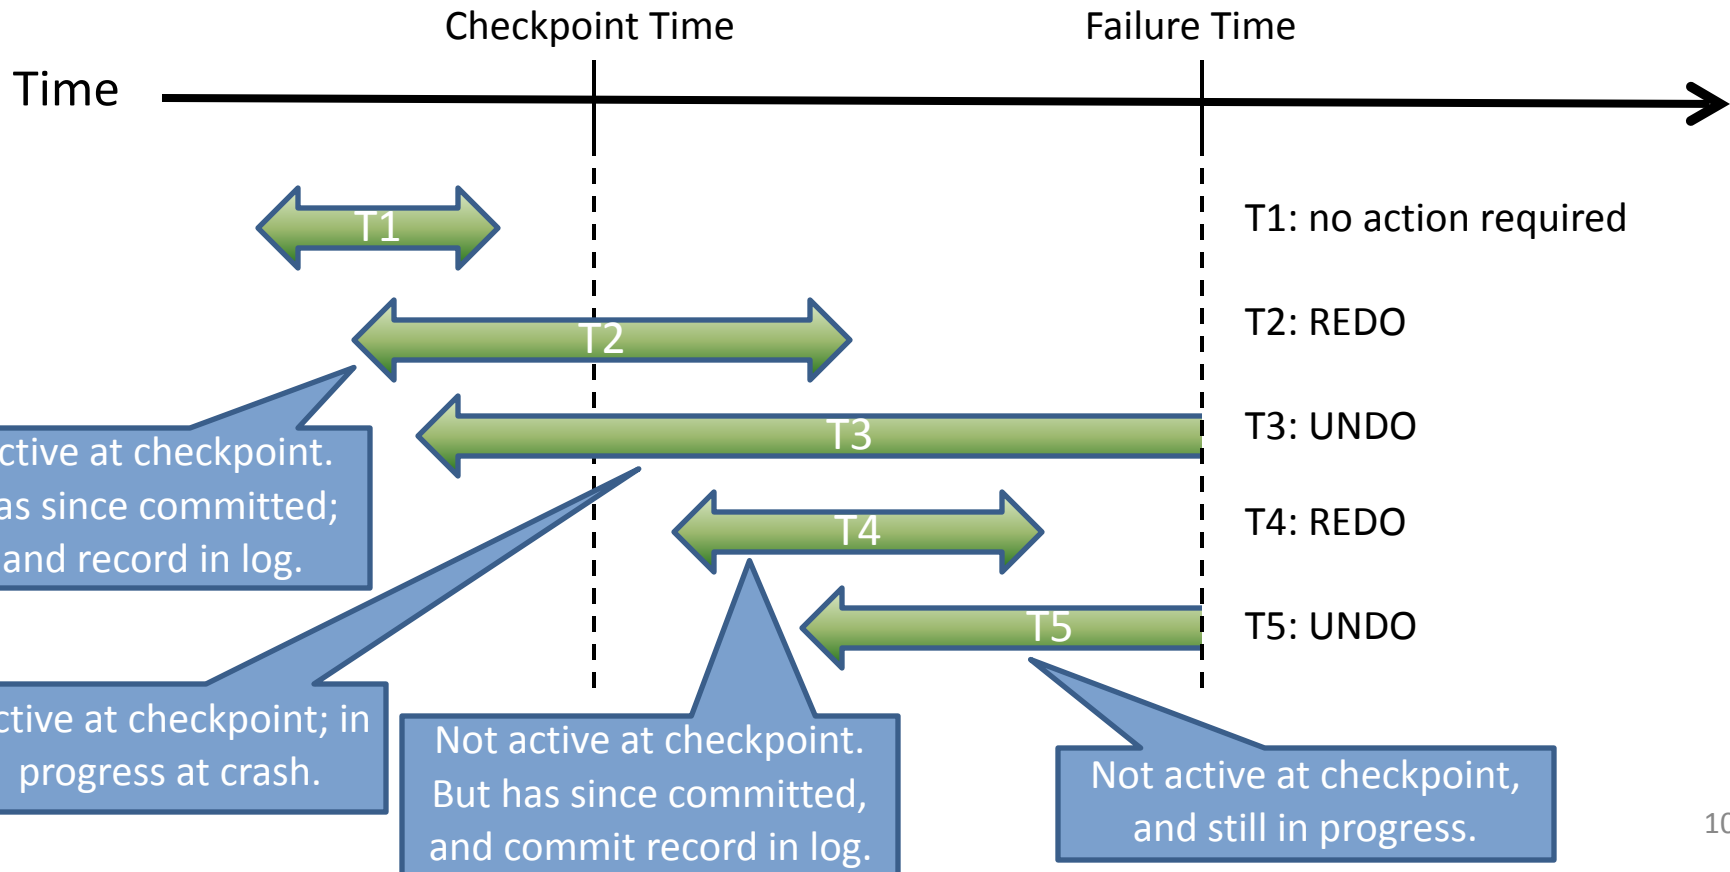 Checkpoint Time
Failure Time
Time
T1
T1: no action required
T2
T2: REDO
T3
T3: UNDO
T4
T4: REDO
T5
T5: UNDO
ctive at checkpoint.
as since committed;
and record in log.
ctive at checkpoint; in
progress at crash.
Not active at checkpoint.
But has since committed,
and commit record in log.
Not active at checkpoint,
and still in progress.
10